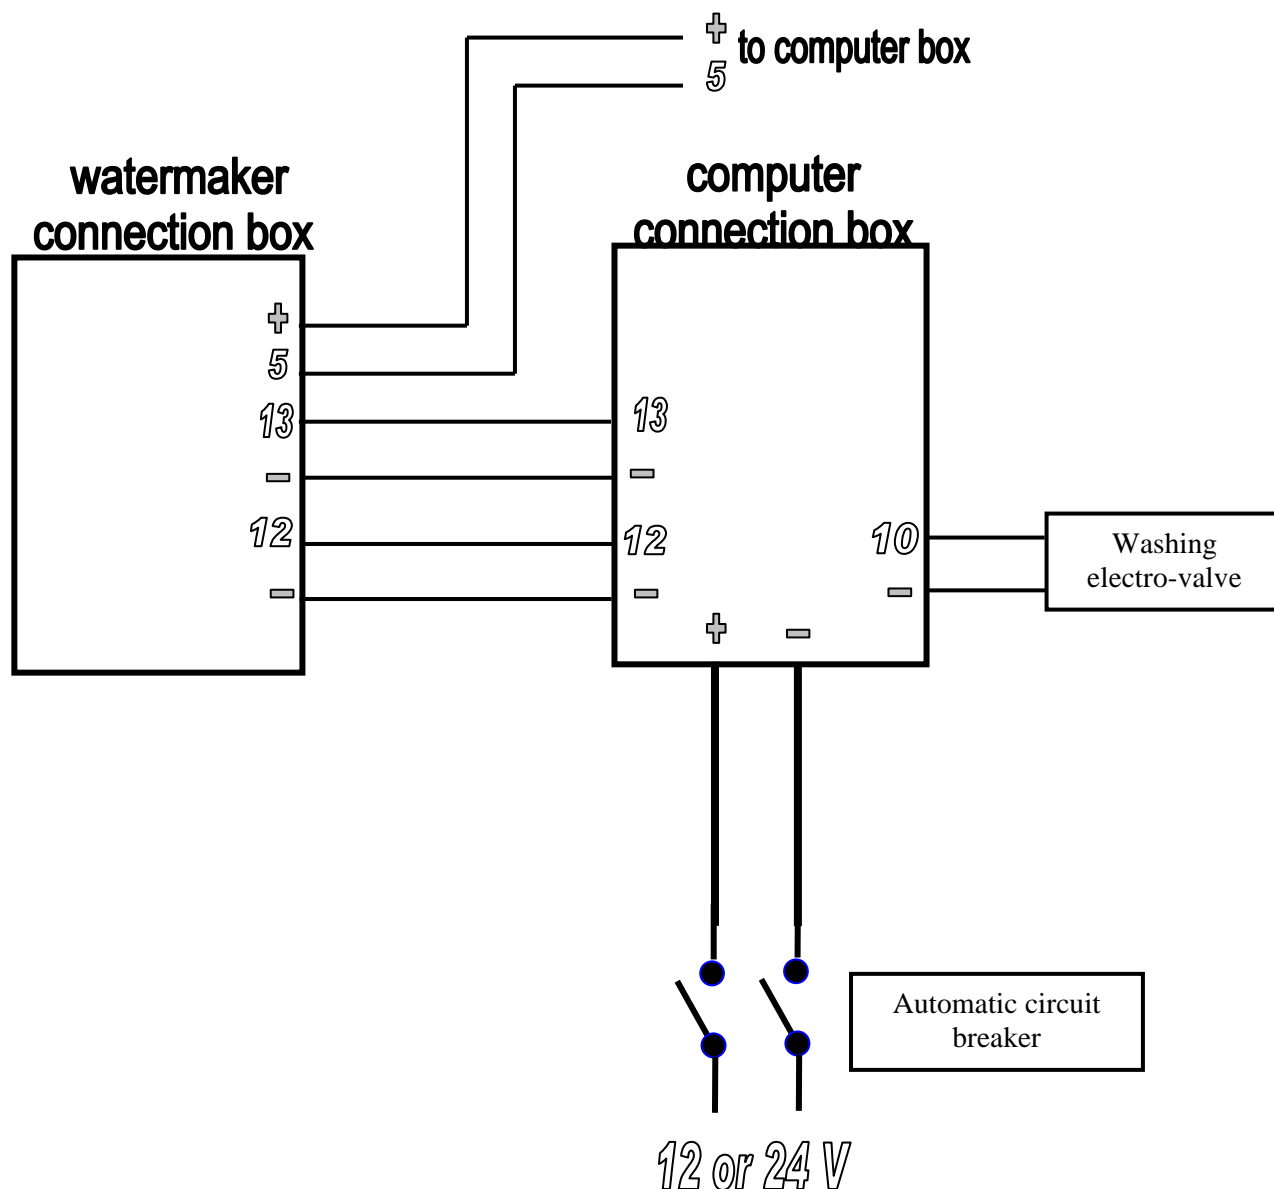 +
to computer box
5
watermaker
connection box
computer
connection box
+
5
13
13
-
-
12
12
10
-
-
-
+
-
Washing
electro-valve
Automatic circuit
breaker
12 or 24 V